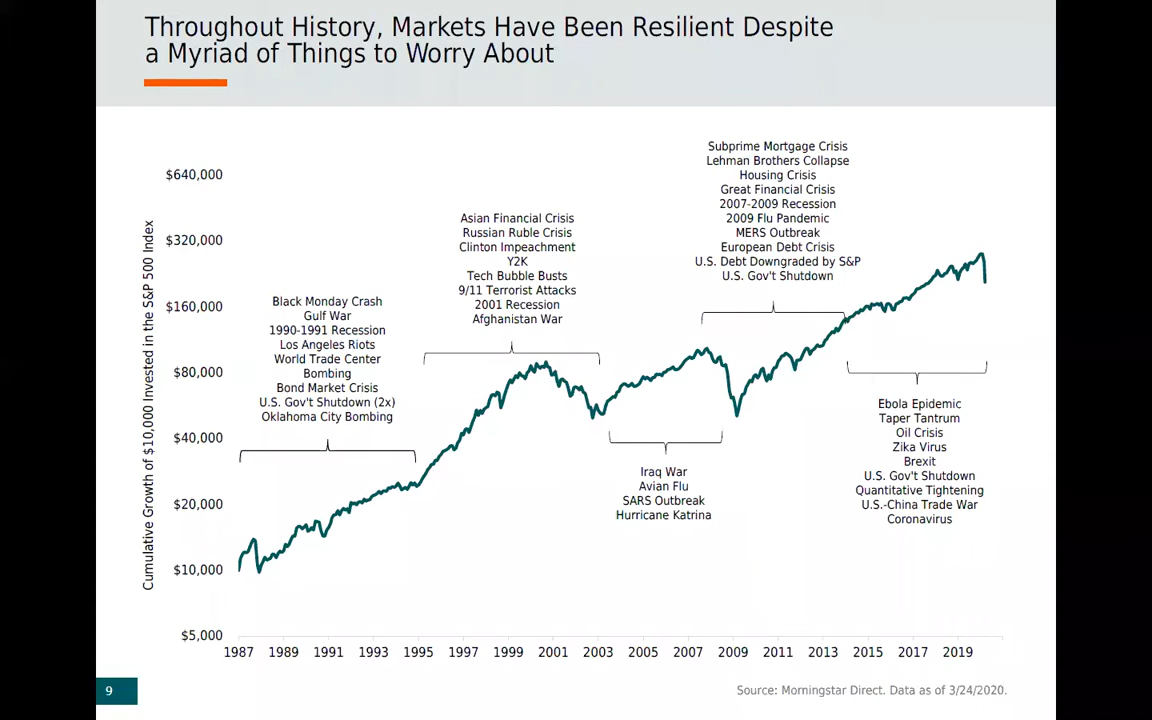 Throughout History, Markets Have Been Resilient Despite
a Myriad of Things to Worry About
Cumulative Growth of $10,000 Invested in the S&P 500 Index
$640,000
$320,000
$160,000
$80,000
$40,000
$20,000
$10,000
$5,000
Black Monday Crash
Gulf War
1990-1991 Recession
Los Angeles Riots
World Trade Center
Bombing
Bond Market Crisis
U.S. Gov't Shutdown (2x)
Oklahoma City Bombing
Asian Financial Crisis
Russian Ruble Crisis
Clinton Impeachment
Y2K
Tech Bubble Busts
9/11 Terrorist Attacks
2001 Recession
Afghanistan War
Iraq War
Avian Flu
SARS Outbreak
Hurricane Katrina
Subprime Mortgage Crisis
Lehman Brothers Collapse
Housing Crisis
Great Financial Crisis
2007-2009 Recession
2009 Flu Pandemic
MERS Outbreak
European Debt Crisis
U.S. Debt Downgraded by S&P
U.S. Gov't Shutdown
Ebola Epidemic
Taper Tantrum
Oil Crisis
Zika Virus
Brexit
U.S. Gov't Shutdown
Quantitative Tightening
U.S.-China Trade War
Coronavirus
1987 1989 1991 1993 1995 1997 1999 2001 2003 2005 2007 2009 2011 2013 2015 2017 2019
9
Source: Morningstar Direct. Data as of 3/24/2020.